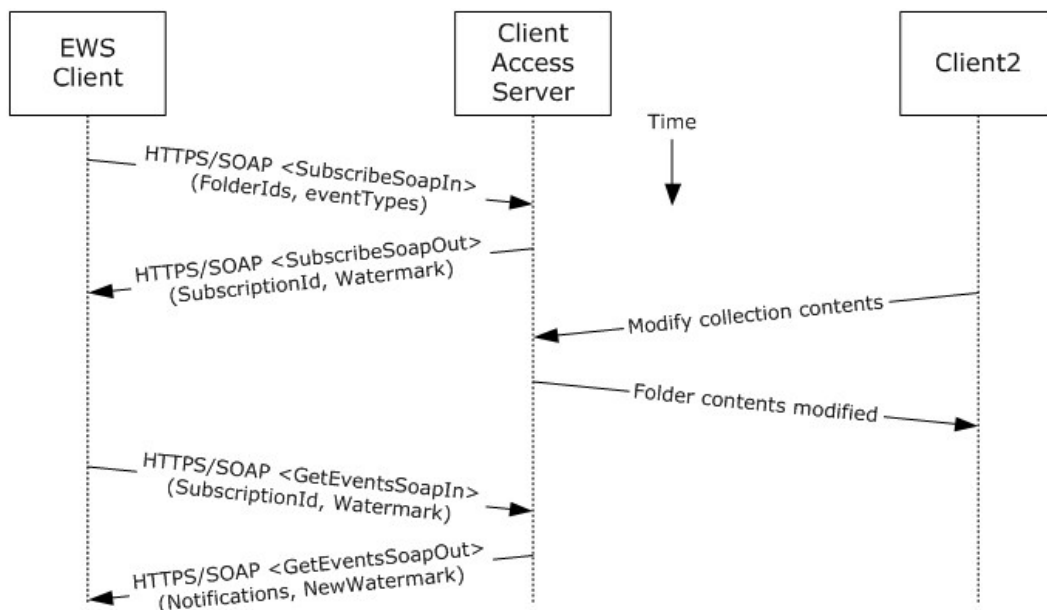 EWS
Client
Client
Access
Server
Client2
Time
HTTPS/SOAP <SubscribeSoapIn>
(FolderIds, eventTypes)
HTTPS/SOAP <SubscribeSoapOut>
(SubscriptionId, Watermark)
Modify collection contents
Folder contents modified
HTTPS/SOAP <GetEventsSoapIn>
(SubscriptionId, Watermark)
HTTPS/SOAP <GetEventsSoapOut>
(Notifications, NewWatermark)